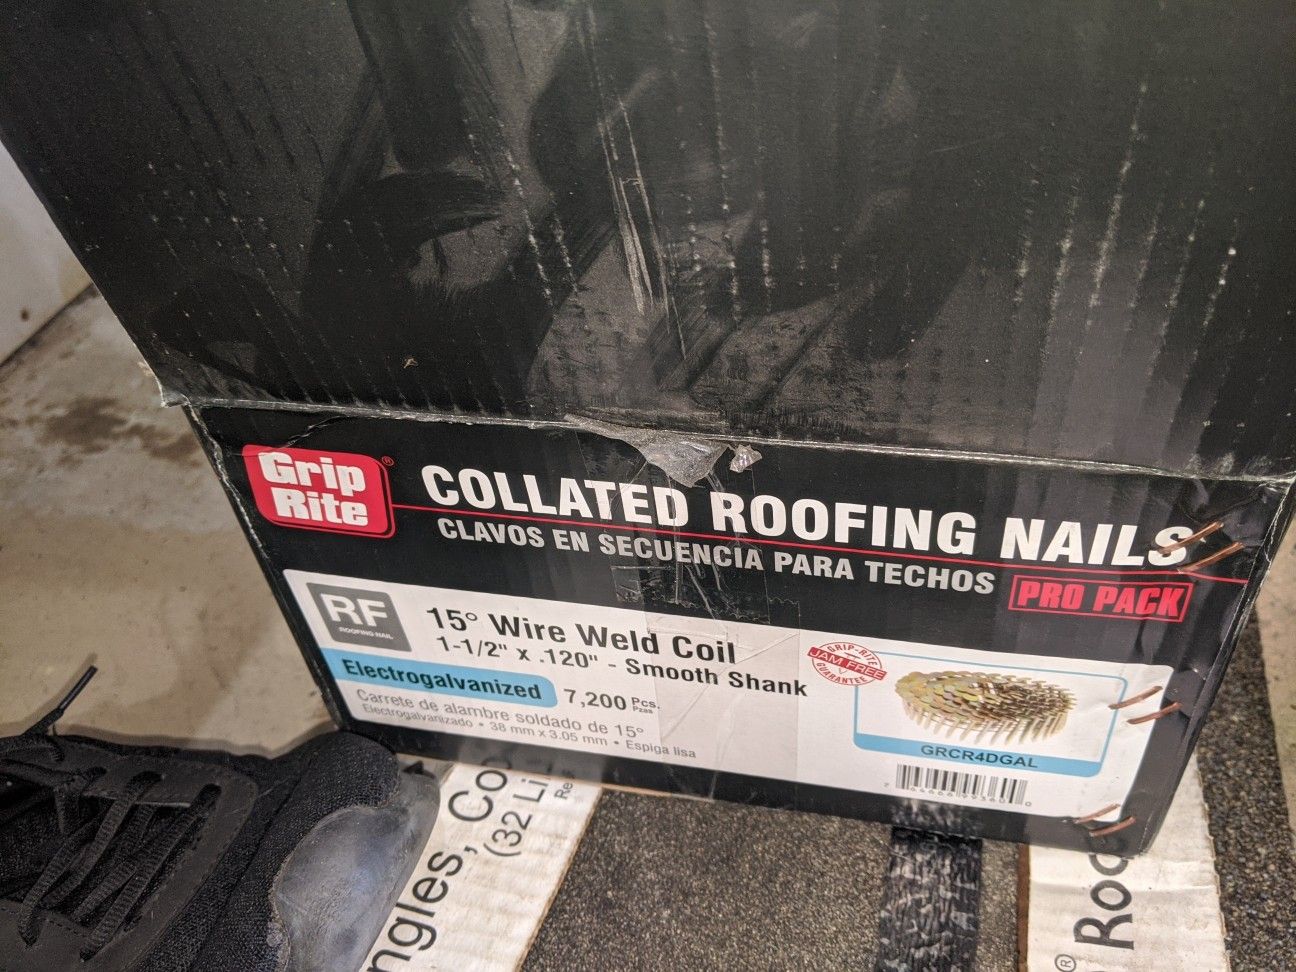 Grip
Rite®
COLLATED ROOFING NAILS
CLAVOS EN SECUENCIA PARA TECHOS
PRO PACK
RF
ROOFING NAIL
15° Wire Weld Coil
1-1/2" x .120" - Smooth Shank
Electrogalvanized
7,200 Pcs.
Pzas
Carrete de alambre soldado de 15°
Electrogalvanizado • 38 mm x 3.05 mm • Espiga lisa
GRIP-RITE
JAM FREE
GUARANTEE
GRCR4DGAL
ngles, Co
(32 Li
Re
® Roo